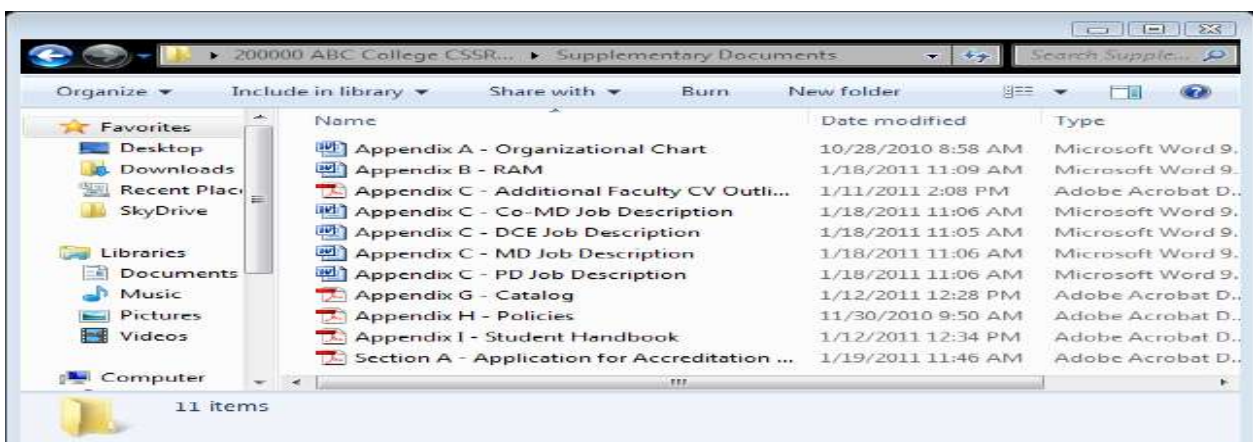 200000 ABC College CSSR... Supplementary Documents Search Supple...
Organize Include in library Share with Burn New folder
Favorites
Desktop
Downloads
Recent Plac
SkyDrive
Libraries
Documents
Music
Pictures
Videos
Computer
Name Date modified Type
Appendix A - Organizational Chart 10/28/2010 8:58 AM Microsoft Word 9.
Appendix B - RAM 1/18/2011 11:09 AM Microsoft Word 9.
Appendix C - Additional Faculty CV Outli... 1/11/2011 2:08 PM Adobe Acrobat D..
Appendix C - Co-MD Job Description 1/18/2011 11:06 AM Microsoft Word 9.
Appendix C - DCE Job Description 1/18/2011 11:05 AM Microsoft Word 9.
Appendix C - MD Job Description 1/18/2011 11:06 AM Microsoft Word 9.
Appendix C - PD Job Description 1/18/2011 11:06 AM Microsoft Word 9.
Appendix G - Catalog 1/12/2011 12:28 PM Adobe Acrobat D..
Appendix H - Policies 11/30/2010 9:50 AM Adobe Acrobat D..
Appendix I - Student Handbook 1/12/2011 12:34 PM Adobe Acrobat D..
Section A - Application for Accreditation ... 1/19/2011 11:46 AM Adobe Acrobat D..
11 items